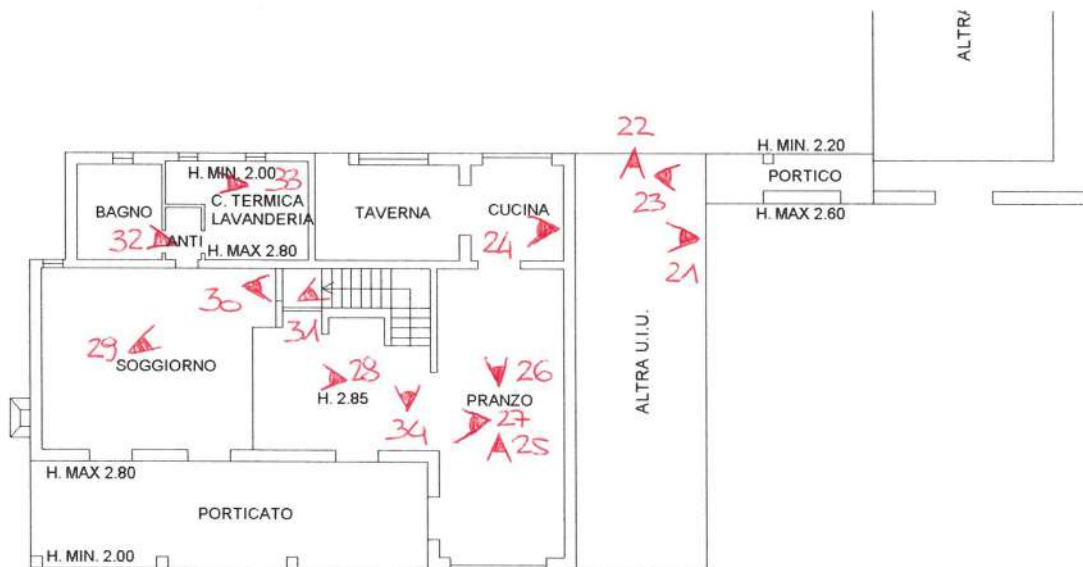 ALTRA
22
H. MIN. 2.20
PORTICO
23
H. MAX 2.60
21
H. MIN. 2.00
33
C. TERMICA
LAVANDERIA
BAGNO
TAVERNA
CUCINA
32
ANTI
H. MAX 2.80
24
30
31
29
SOGGIORNO
28
H. 2.85
34
26
PRANZO
27
25
ALTRA U.I.U.
H. MAX 2.80
PORTICATO
H. MIN. 2.00